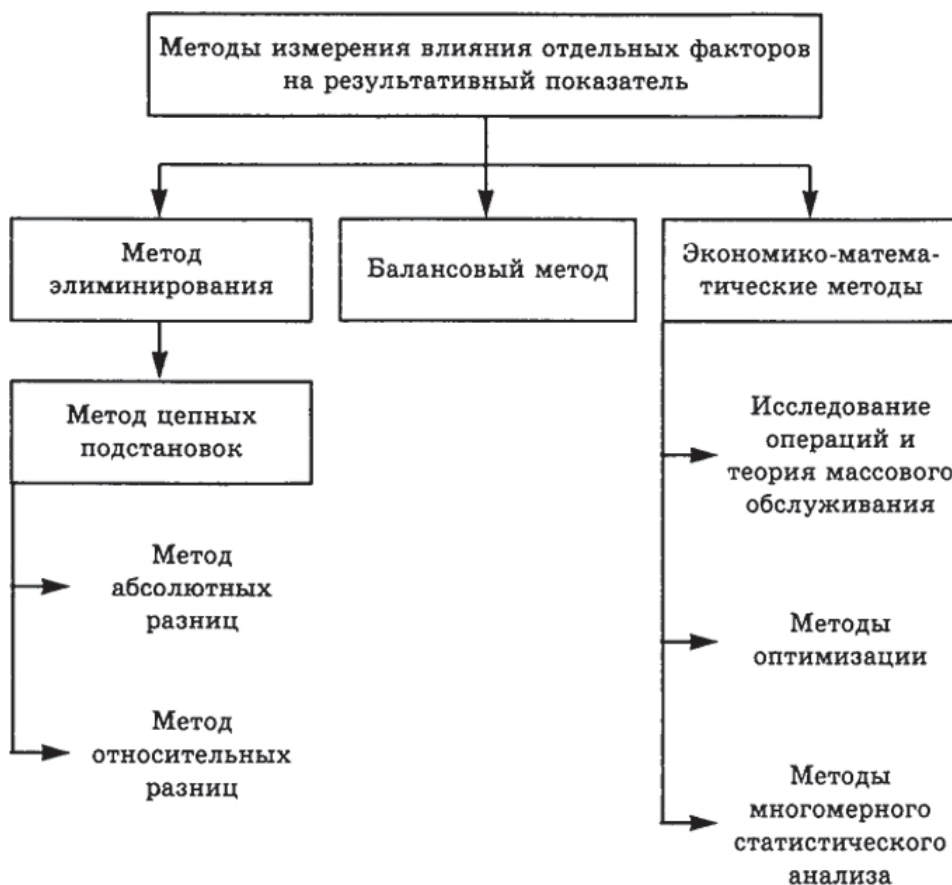 Методы измерения влияния отдельных факторов
на результативный показатель
Метод
элиминирования
Балансовый метод
Экономико-матема-
тические методы
Метод цепных
подстановок
Метод
абсолютных
разниц
Метод
относительных
разниц
Исследование
операций и
теория массового
обслуживания
Методы
оптимизации
Методы
многомерного
статистического
анализа